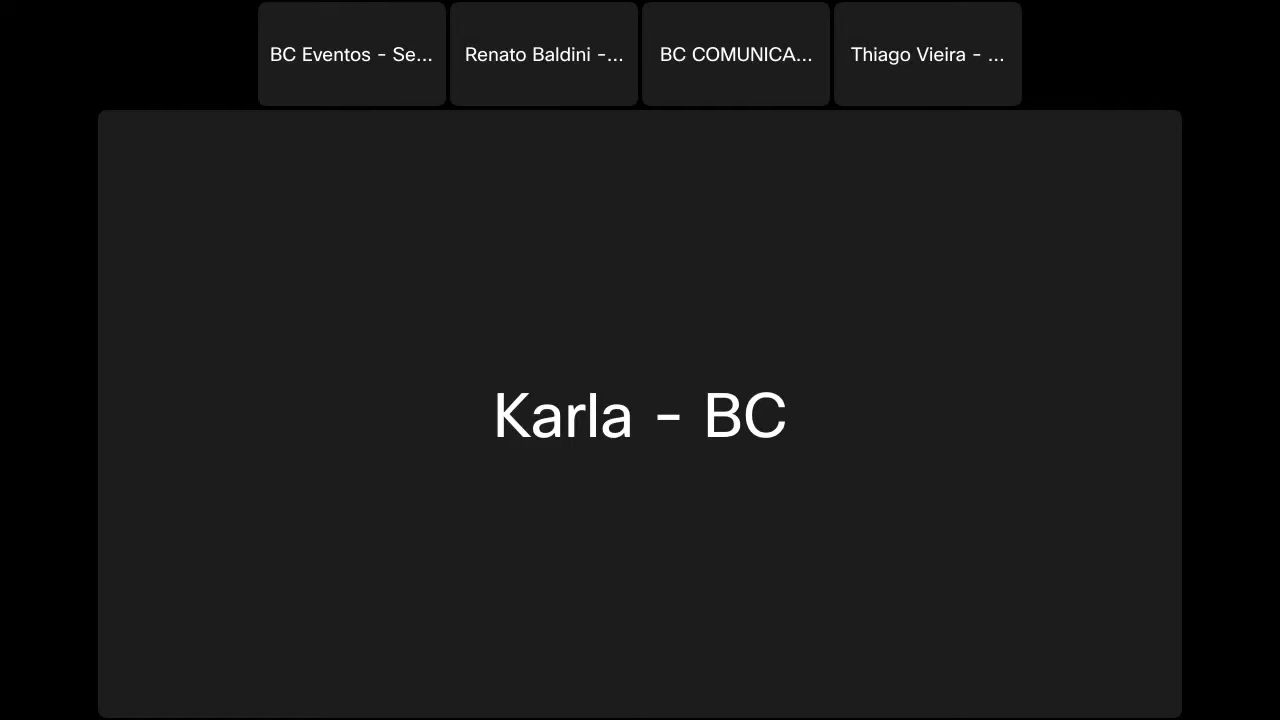 BC Eventos - Se...
Renato Baldini -...
BC COMUNICA...
Thiago Vieira - ...
Karla - BC